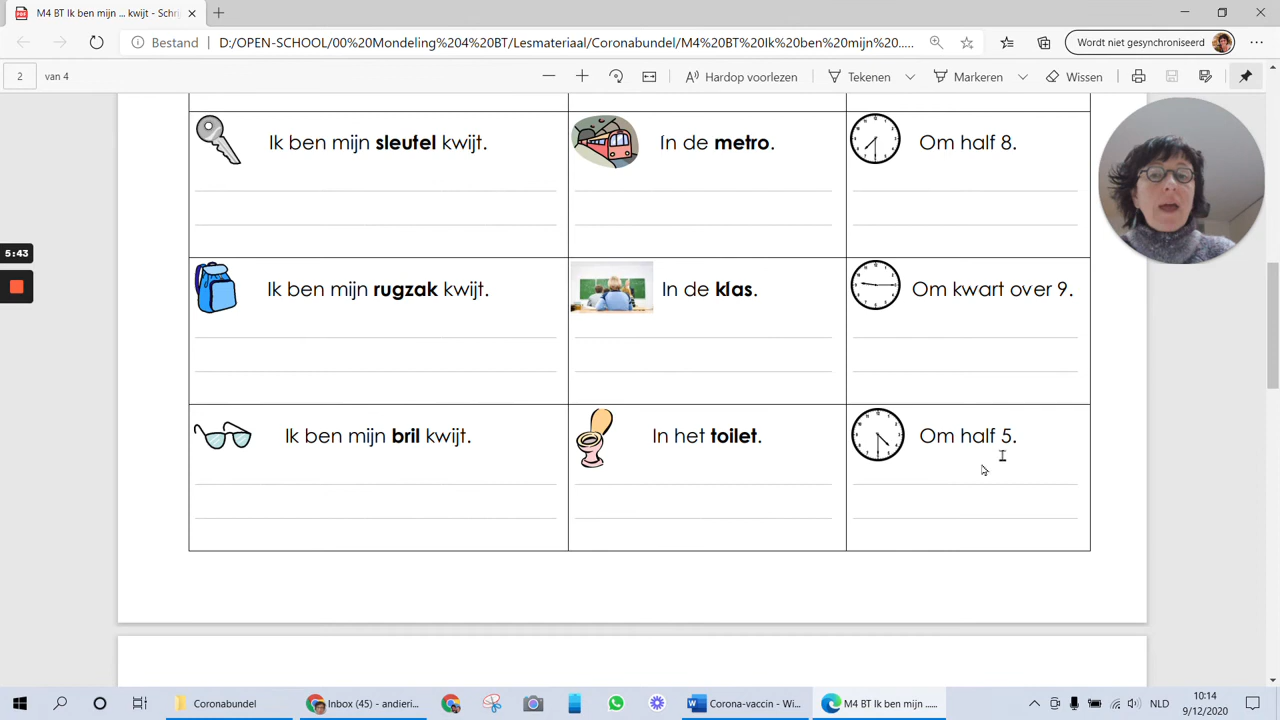 M4 BT Ik ben mijn ... kwijt - Schri
Bestand
D:/OPEN-SCHOOL/00%20Mondeling%204%20BT/Lesmateriaal/Coronabundel/M4%20BT%20Ik%20ben%20mijn%20.....
Wordt niet gesynchroniseerd
2 van 4
Hardop voorlezen
Tekenen
Markeren
Wissen
Ik ben mijn sleutel kwijt.
In de metro.
Om half 8.
5:43
Ik ben mijn rugzak kwijt.
In de klas.
Om kwart over 9.
Ik ben mijn bril kwijt.
In het toilet.
Om half 5.
Coronabundel
Inbox (45) - andieri...
Corona-vaccin - Wi...
M4 BT Ik ben mijn ......
NLD
10:14
9/12/2020